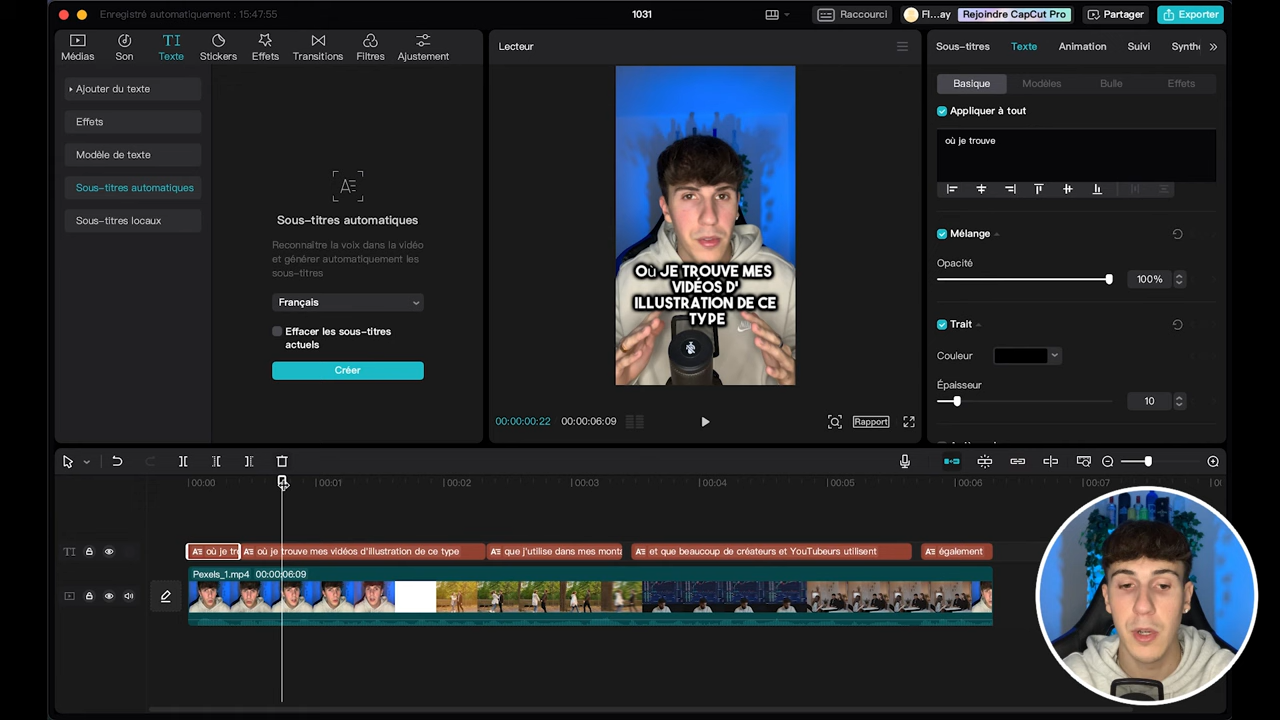 Enregistré automatiquement : 15:47:55
1031
Raccourci
Fl...ay
Rejoindre CapCut Pro
Partager
Exporter
Médias
Son
Texte
Stickers
Effets
Transitions
Filtres
Ajustement
Ajouter du texte
Effets
Modèle de texte
Sous-titres automatiques
Sous-titres locaux
Sous-titres automatiques
Reconnaître la voix dans la vidéo
et générer automatiquement les
sous-titres
Français
Effacer les sous-titres
actuels
Créer
Lecteur
Où JE TROUVE MES
VIDÉOS D'
ILLUSTRATION DE CE
TYPE
00:00:00:22
00:00:06:09
Rapport
Sous-titres
Texte
Animation
Suivi
Synthe
Basique
Modèles
Bulle
Effets
Appliquer à tout
où je trouve
Mélange
Opacité
100%
Trait
Couleur
Épaisseur
10
00:00
00:01
00:02
00:03
00:04
00:05
00:06
00:07
TI
où je tr
où je trouve mes vidéos d'illustration de ce type
que j'utilise dans mes monta
et que beaucoup de créateurs et YouTubeurs utilisent
également
Pexels_1.mp4 00:00:06:09